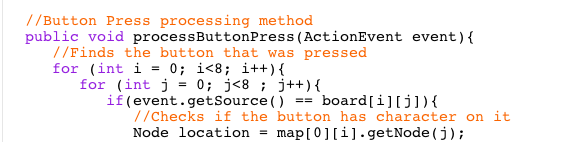 //Button Press processing method
public void processButtonPress(ActionEvent event){
//Finds the button that was pressed
for (int i = 0; i<8; i++){
for (int j = 0; j<8 ; j++){
if(event.getSource() == board[i][j]){
//Checks if the button has character on it
Node location = map[0][i].getNode(j);